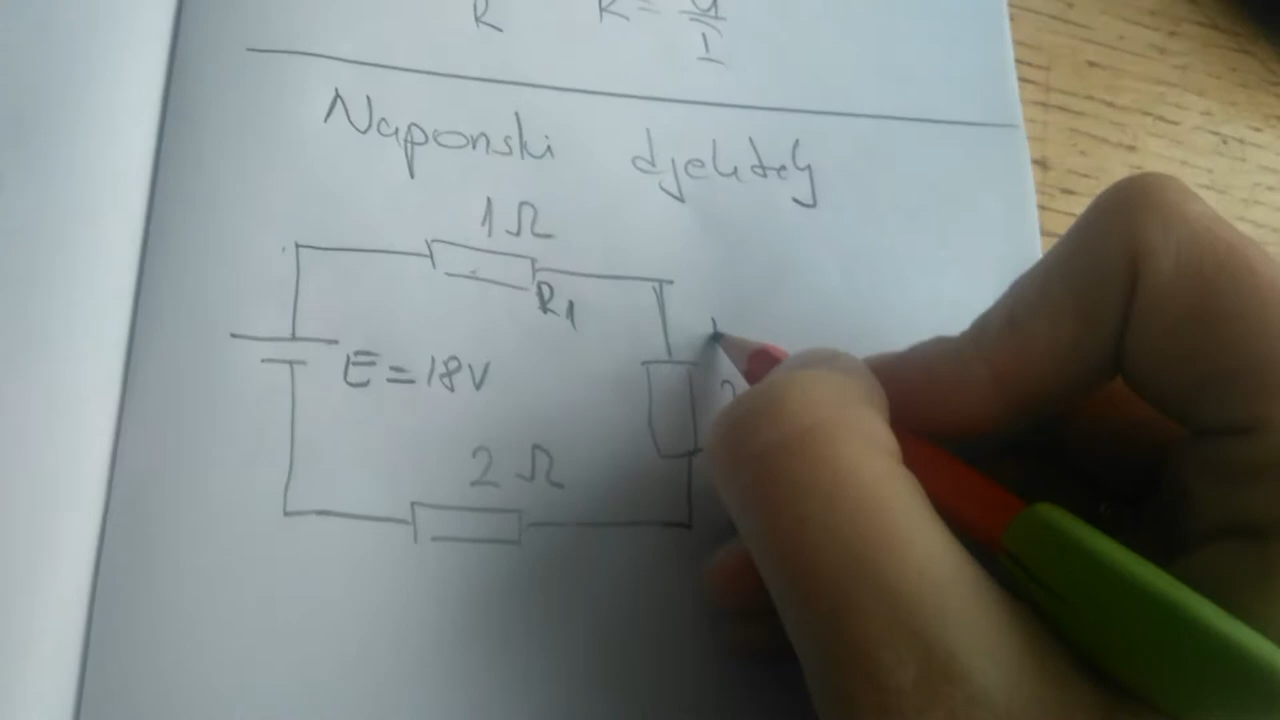 R R = U/I
Naponski djelitelj
1Ω
R1
E=18V
2Ω